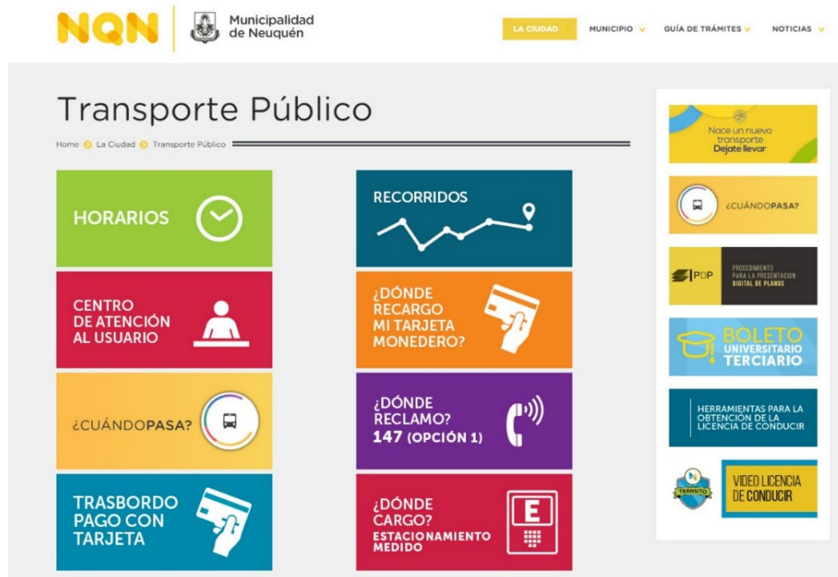 NQN
Municipalidad
de Neuquén
LA CIUDAD
MUNICIPIO
GUÍA DE TRÁMITES
NOTICIAS
Transporte Público
Home
La Ciudad
Transporte Público
HORARIOS
RECORRIDOS
CENTRO
DE ATENCIÓN
AL USUARIO
¿DÓNDE
RECARGO
MI TARJETA
MONEDERO?
¿CUÁNDOPASA?
¿DÓNDE
RECLAMO?
147 (OPCIÓN 1)
TRASBORDO
PAGO CON
TARJETA
¿DÓNDE
CARGO?
ESTACIONAMIENTO
MEDIDO
E
Nace un nuevo
transporte
Dejate llevar
¿CUÁNDOPASA?
PDP
PROCEDIMIENTO
PARA LA PRESENTACION
DIGITAL DE PLANOS
BOLETO
UNIVERSITARIO
TERCIARIO
HERRAMIENTAS PARA LA
OBTENCIÓN DE LA
LICENCIA DE CONDUCIR
TRÁNSITO
VIDEO LICENCIA
DE CONDUCIR